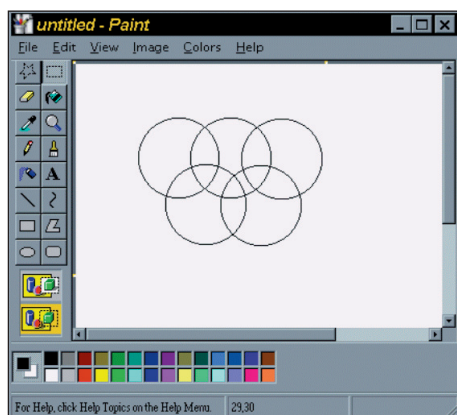 untitled - Paint
File Edit View Image Colors Help
A
For Help, click Help Topics on the Help Menu. 29,30